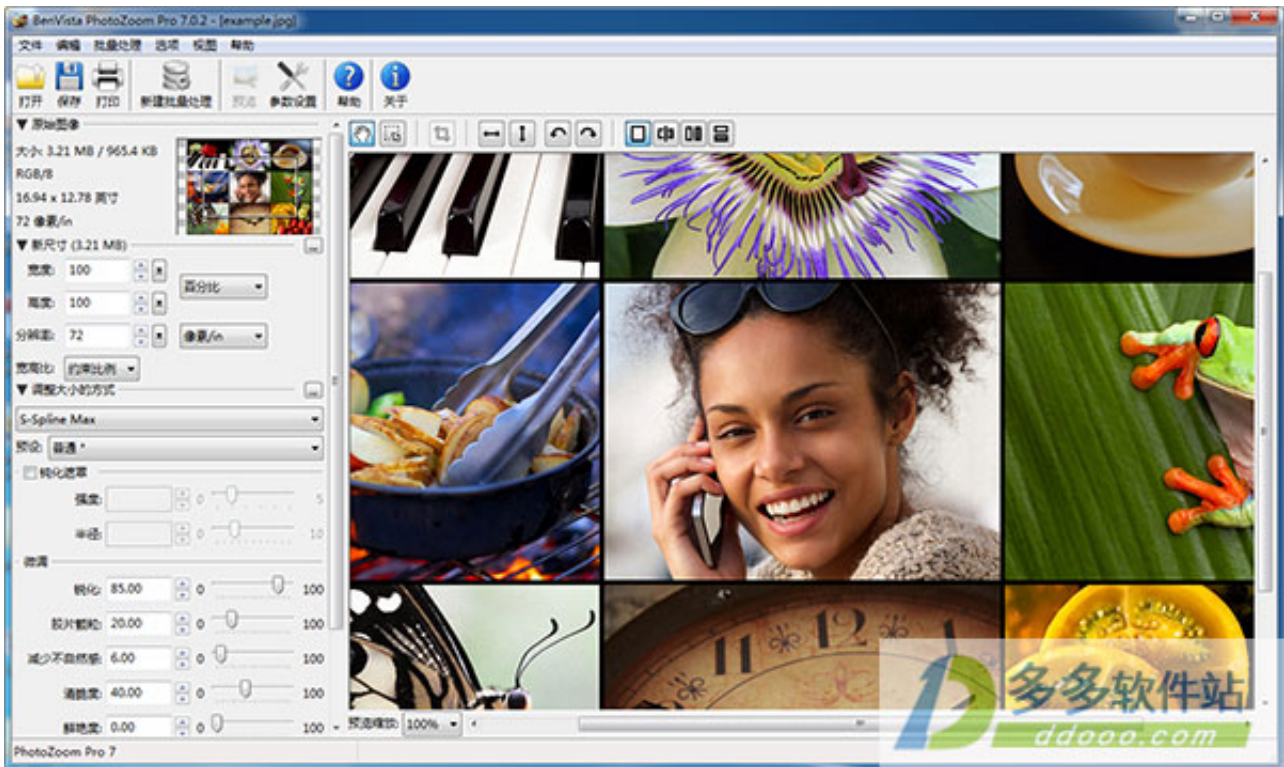 BenVista PhotoZoom Pro 7.0.2 - [example.jpg]
文件 编辑 批量处理 选项 视图 帮助
打开 保存 打印 新建批量处理 预览 参数设置 帮助 关于
▼ 原始图像
大小: 3.21 MB / 965.4 KB
RGB/8
16.94 x 12.78 英寸
72 像素/in
▼ 新尺寸 (3.21 MB)
宽度: 100
百分比
高度: 100
分辨率: 72 像素/in
宽高比: 约束比例
▼ 调整大小的方式
S-Spline Max
预设: 普通 *
锐化遮罩
强度: 0 5
半径: 0 10
微调
锐化: 85.00 0 100
胶片颗粒: 20.00 0 100
减少不自然感: 6.00 0 100
清脆度: 40.00 0 100
鲜艳度: 0.00 0 100
预览缩放: 100%
PhotoZoom Pro 7
11 12
多多软件站
ddooo.com